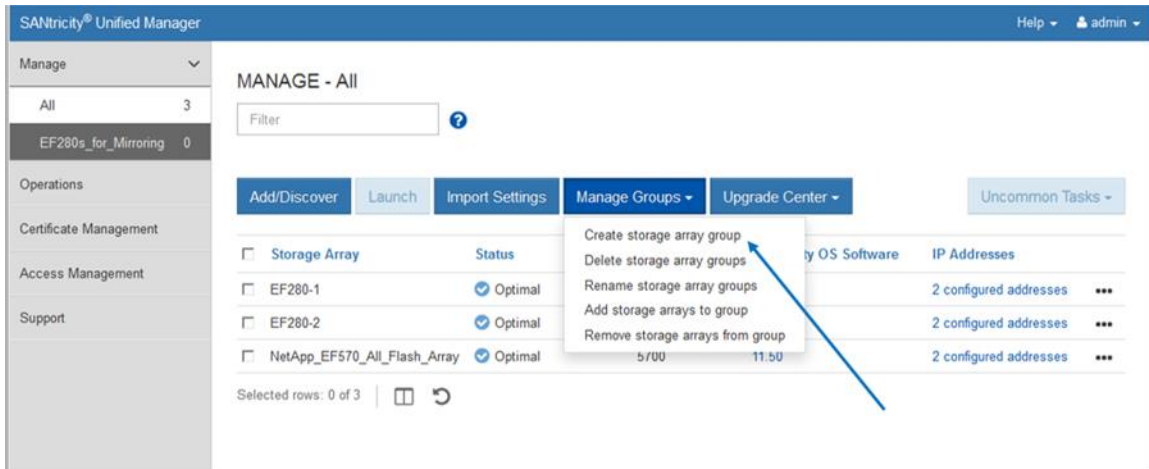 SANtricity® Unified Manager
Help
admin
Manage
All 3
EF280s_for_Mirroring 0
Operations
Certificate Management
Access Management
Support
MANAGE - All
Filter
Add/Discover Launch Import Settings Manage Groups Upgrade Center Uncommon Tasks
Create storage array group
Delete storage array groups
Rename storage array groups
Add storage arrays to group
Remove storage arrays from group
Storage Array Status OS Software IP Addresses
EF280-1 Optimal 2 configured addresses
EF280-2 Optimal 2 configured addresses
NetApp_EF570_All_Flash_Array Optimal 5700 11.50 2 configured addresses
Selected rows: 0 of 3